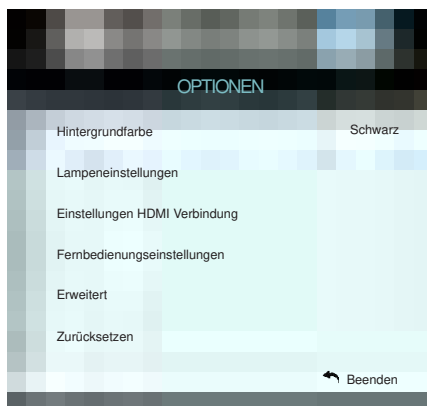 OPTIONEN
Hintergrundfarbe Schwarz
Lampeneinstellungen
Einstellungen HDMI Verbindung
Fernbedienungseinstellungen
Erweitert
Zurücksetzen
Beenden